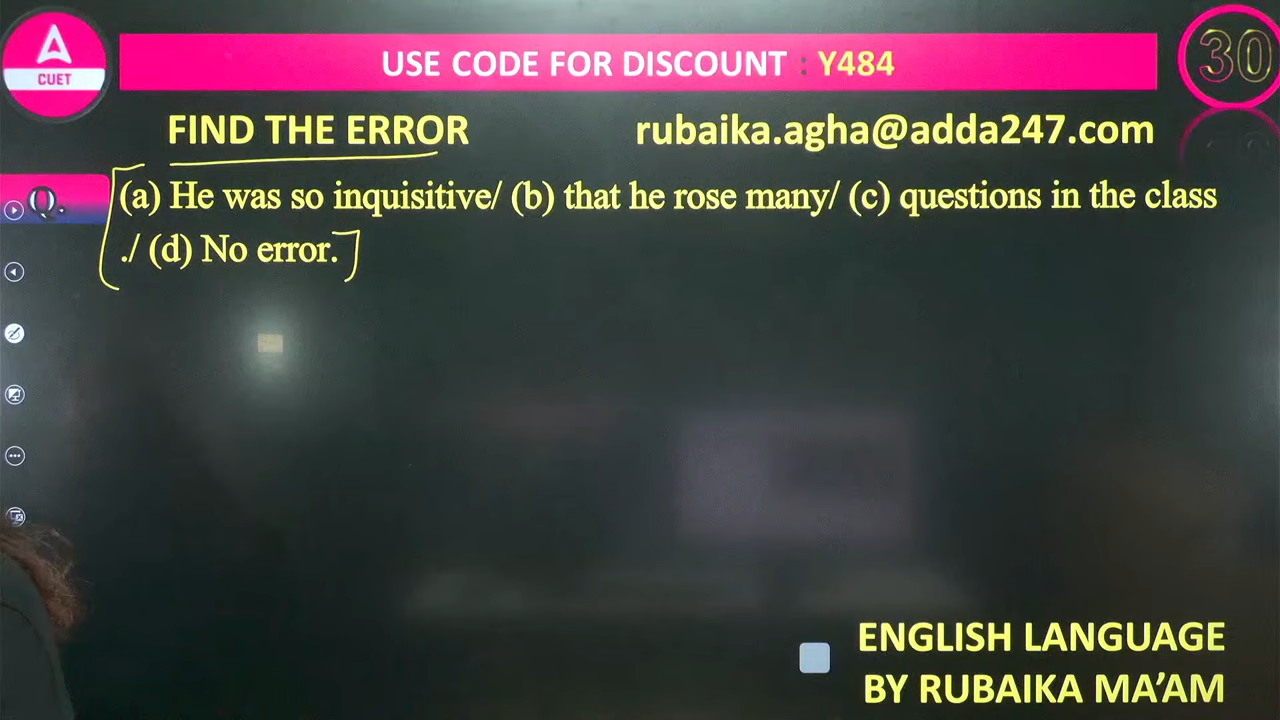 CUET
USE CODE FOR DISCOUNT : Y484
30
FIND THE ERROR
rubaika.agha@adda247.com
Q.
(a) He was so inquisitive/ (b) that he rose many/ (c) questions in the class
./ (d) No error.
ENGLISH LANGUAGE
BY RUBAIKA MA’AM